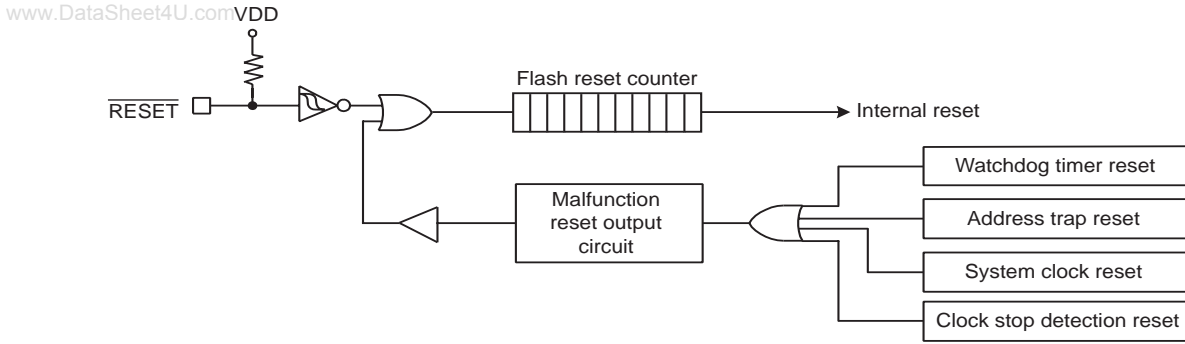 www.DataSheet4U.com
VDD
RESET
Flash reset counter
Internal reset
Malfunction
reset output
circuit
Watchdog timer reset
Address trap reset
System clock reset
Clock stop detection reset